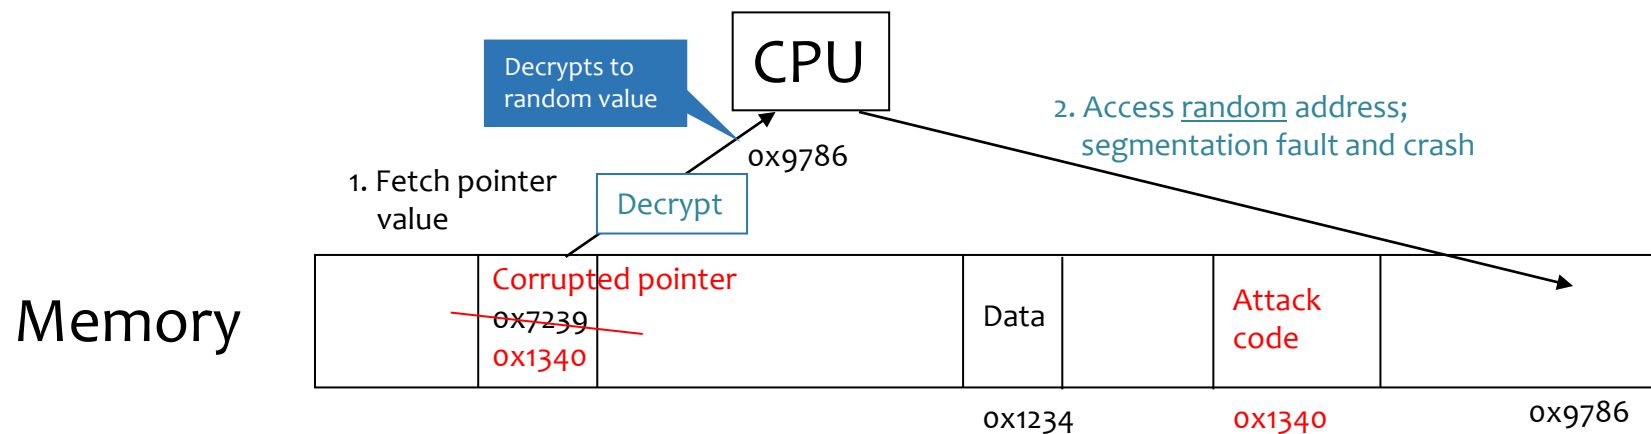 CPU
Decrypts to
random value
2. Access random address;
segmentation fault and crash
0x9786
1. Fetch pointer
value
Decrypt
Memory
Corrupted pointer
0x7239
0x1340
Data
Attack
code
0x1234
0x1340
0x9786